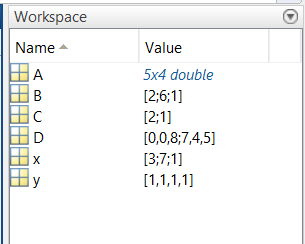 Workspace
Name Value
A 5x4 double
B [2;6;1]
C [2;1]
D [0,0,8;7,4,5]
x [3;7;1]
y [1,1,1,1]